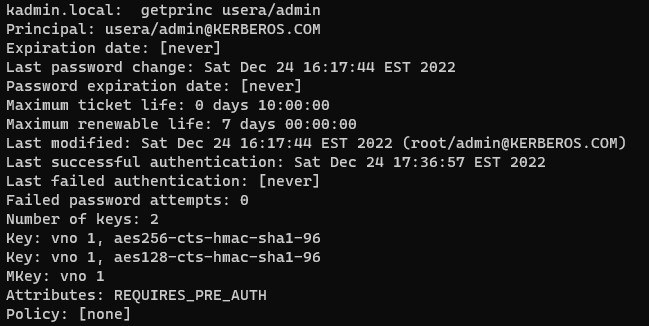 kadmin.local:  getprinc usera/admin
Principal: usera/admin@KERBEROS.COM
Expiration date: [never]
Last password change: Sat Dec 24 16:17:44 EST 2022
Password expiration date: [never]
Maximum ticket life: 0 days 10:00:00
Maximum renewable life: 7 days 00:00:00
Last modified: Sat Dec 24 16:17:44 EST 2022 (root/admin@KERBEROS.COM)
Last successful authentication: Sat Dec 24 17:36:57 EST 2022
Last failed authentication: [never]
Failed password attempts: 0
Number of keys: 2
Key: vno 1, aes256-cts-hmac-sha1-96
Key: vno 1, aes128-cts-hmac-sha1-96
MKey: vno 1
Attributes: REQUIRES_PRE_AUTH
Policy: [none]